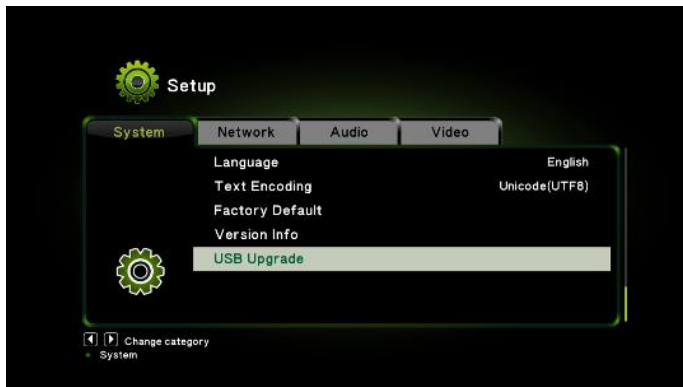 Setup
System Network Audio Video
Language English
Text Encoding Unicode(UTF8)
Factory Default
Version Info
USB Upgrade
Change category
System